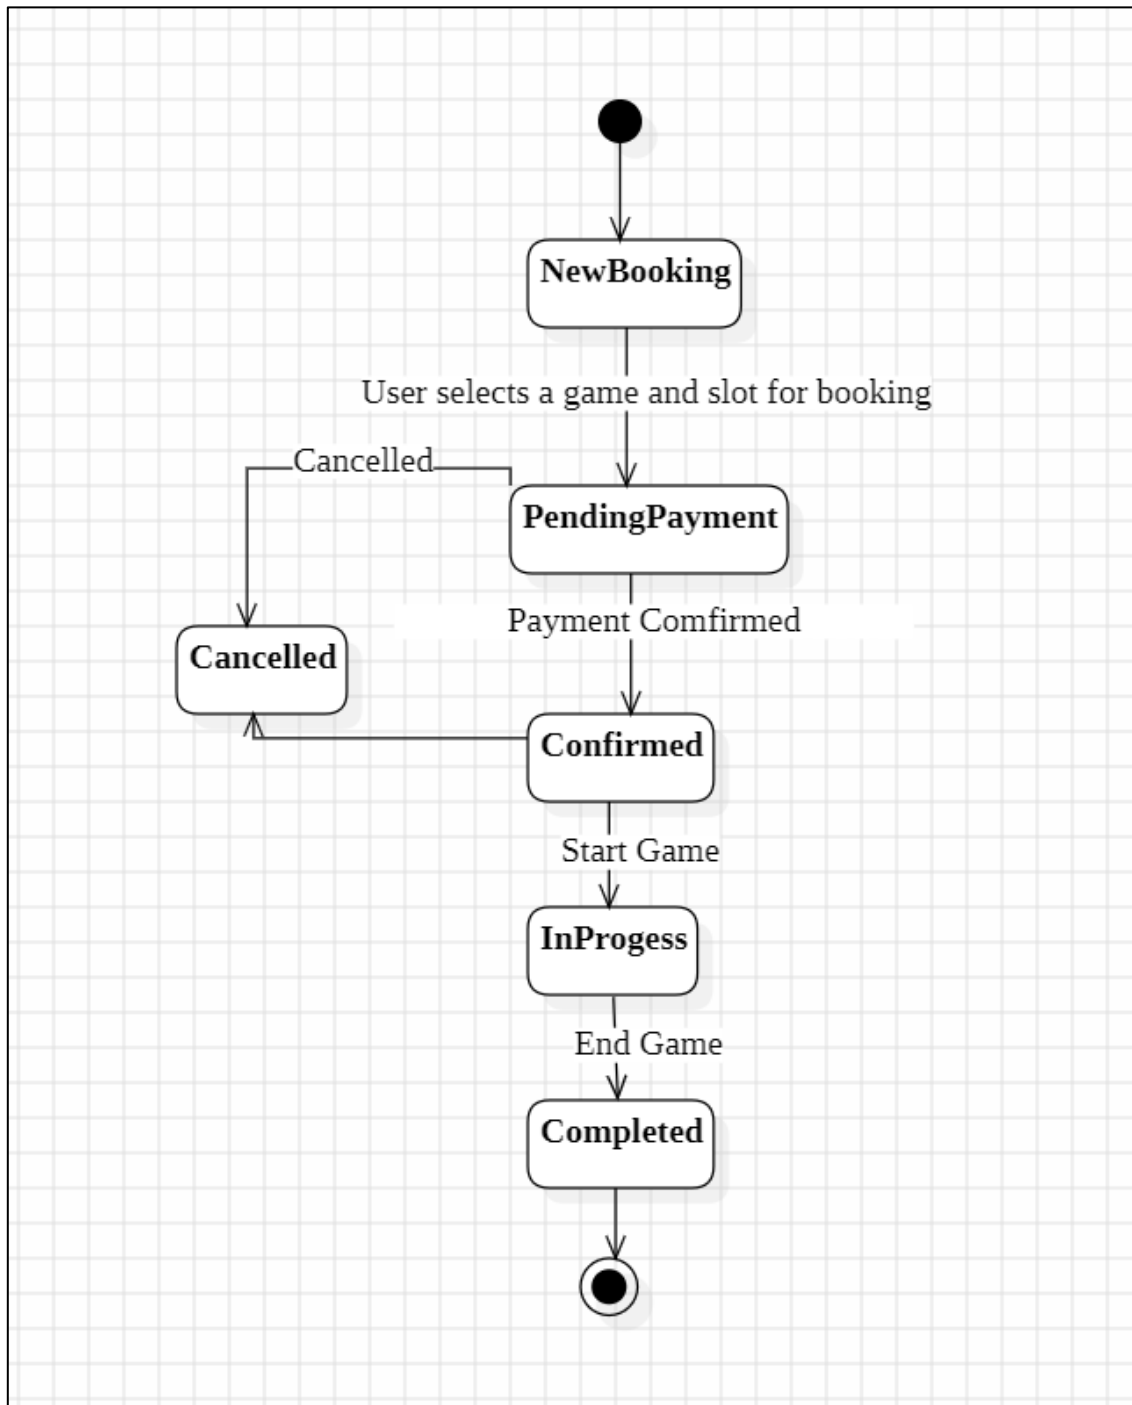 NewBooking
User selects a game and slot for booking
Cancelled
PendingPayment
Payment Comfirmed
Cancelled
Confirmed
Start Game
InProgess
End Game
Completed